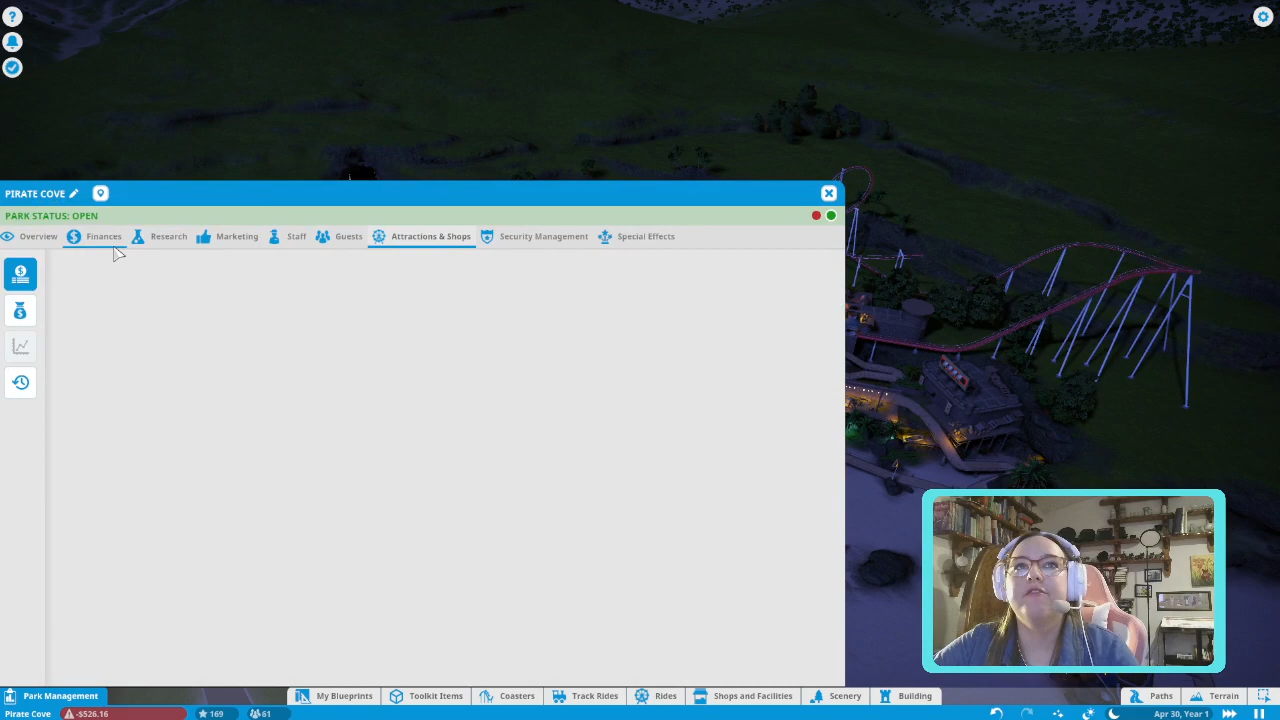 PIRATE COVE
PARK STATUS: OPEN
Overview Finances Research Marketing Staff Guests Attractions & Shops Security Management Special Effects
Park Management My Blueprints Toolkit Items Coasters Track Rides Rides Shops and Facilities Scenery Building Paths Terrain
Pirate Cove -$526.16 169 61 Apr 30, Year 1